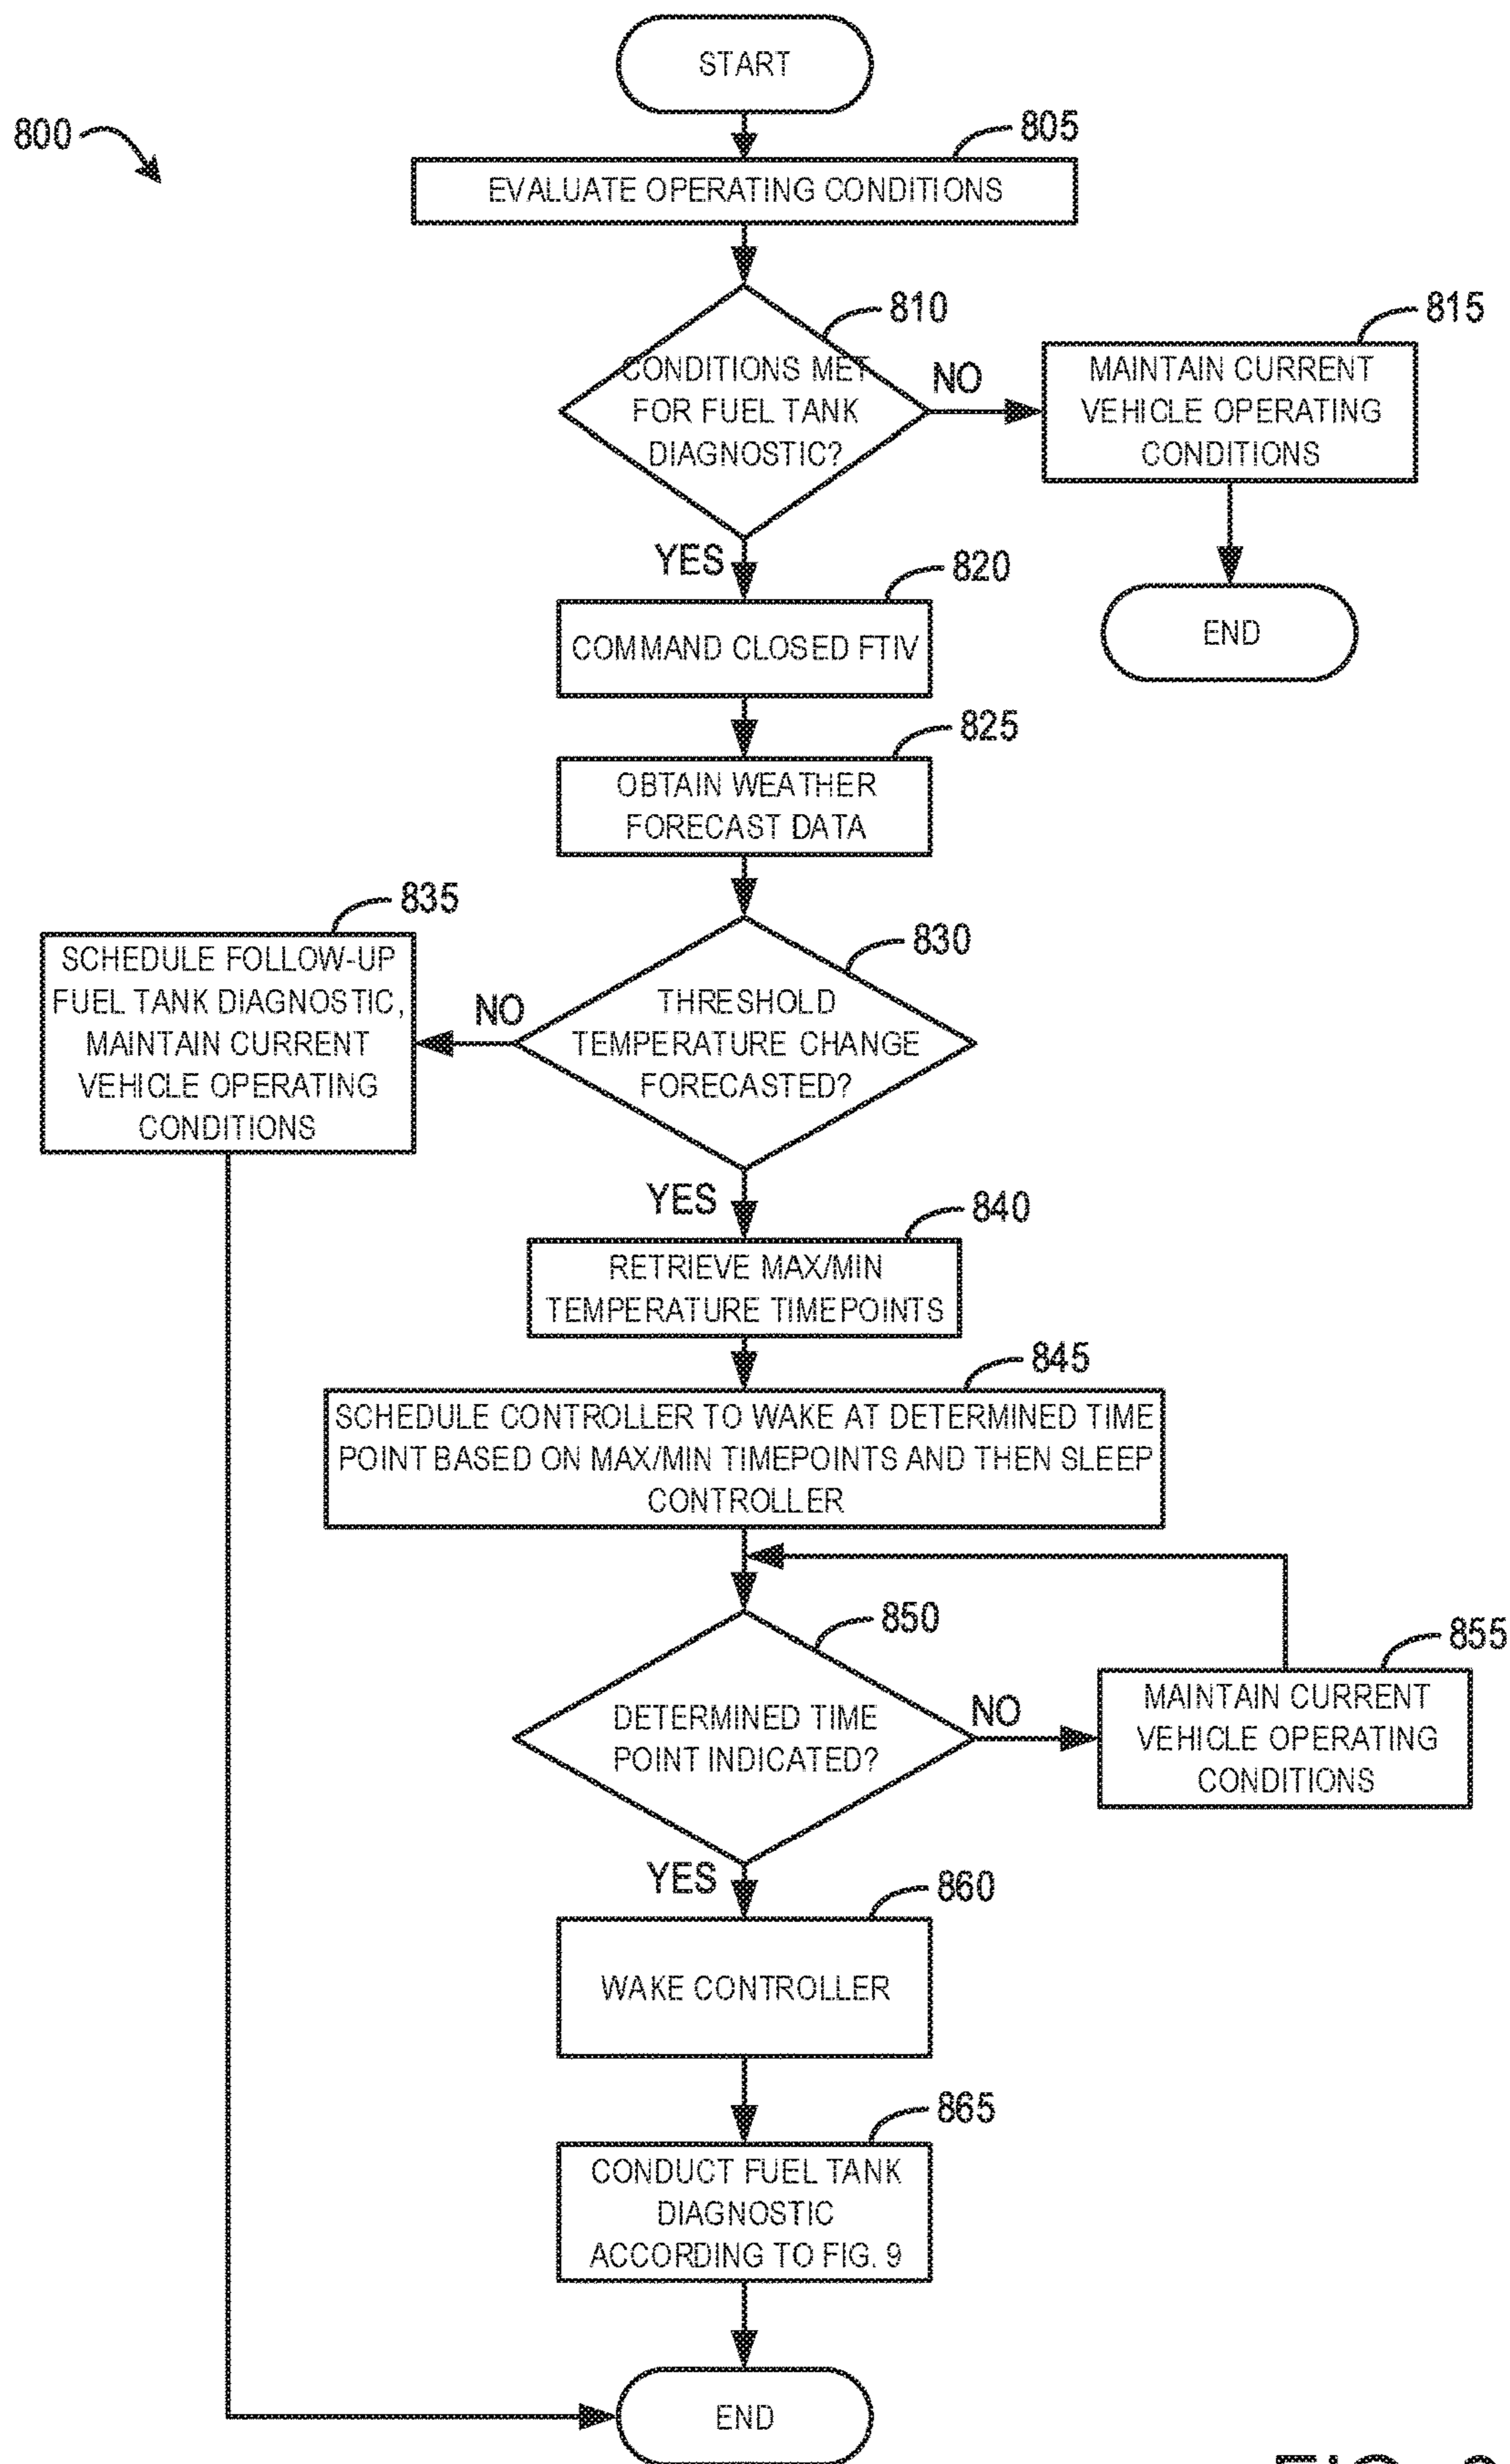 START
800
805
EVALUATE OPERATING CONDITIONS
810
CONDITIONS MET
FOR FUEL TANK
DIAGNOSTIC?
NO
815
MAINTAIN CURRENT
VEHICLE OPERATING
CONDITIONS
END
YES
820
COMMAND CLOSED FTIV
825
OBTAIN WEATHER
FORECAST DATA
830
THRESHOLD
TEMPERATURE CHANGE
FORECASTED?
NO
835
SCHEDULE FOLLOW-UP
FUEL TANK DIAGNOSTIC,
MAINTAIN CURRENT
VEHICLE OPERATING
CONDITIONS
YES
840
RETRIEVE MAX/MIN
TEMPERATURE TIMEPOINTS
845
SCHEDULE CONTROLLER TO WAKE AT DETERMINED TIME
POINT BASED ON MAX/MIN TIMEPOINTS AND THEN SLEEP
CONTROLLER
850
DETERMINED TIME
POINT INDICATED?
NO
855
MAINTAIN CURRENT
VEHICLE OPERATING
CONDITIONS
YES
860
WAKE CONTROLLER
865
CONDUCT FUEL TANK
DIAGNOSTIC
ACCORDING TO FIG. 9
END